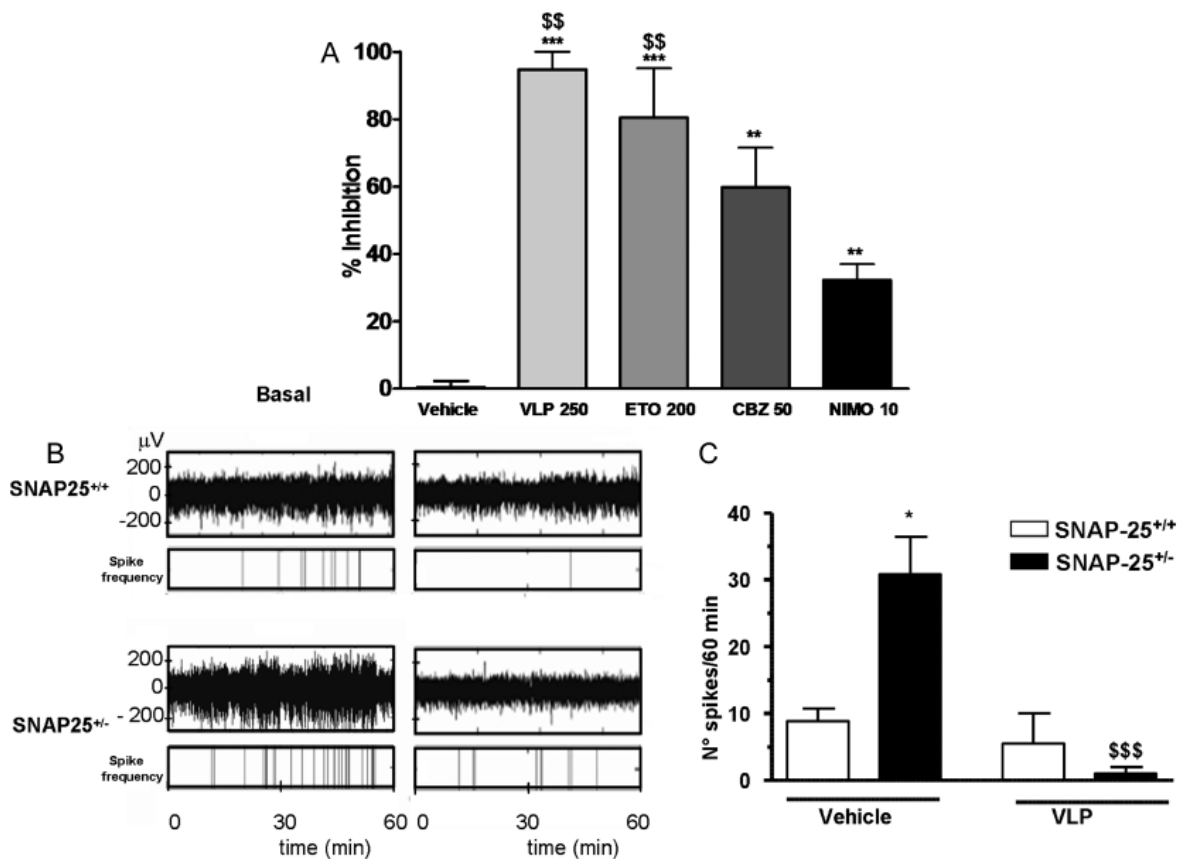 A
% Inhibition
100
80
60
40
20
0
$$
***
$$
***
**
**
Vehicle VLP 250 ETO 200 CBZ 50 NIMO 10
Basal
B
µV
200
0
-200
SNAP25+/+
Spike
frequency
200
0
- 200
SNAP25+/-
Spike
frequency
0 30 60 0 30 60
time (min) time (min)
C
N° spikes/60 min
40
30
20
10
0
*
$$$
SNAP-25+/+
SNAP-25+/-
Vehicle VLP